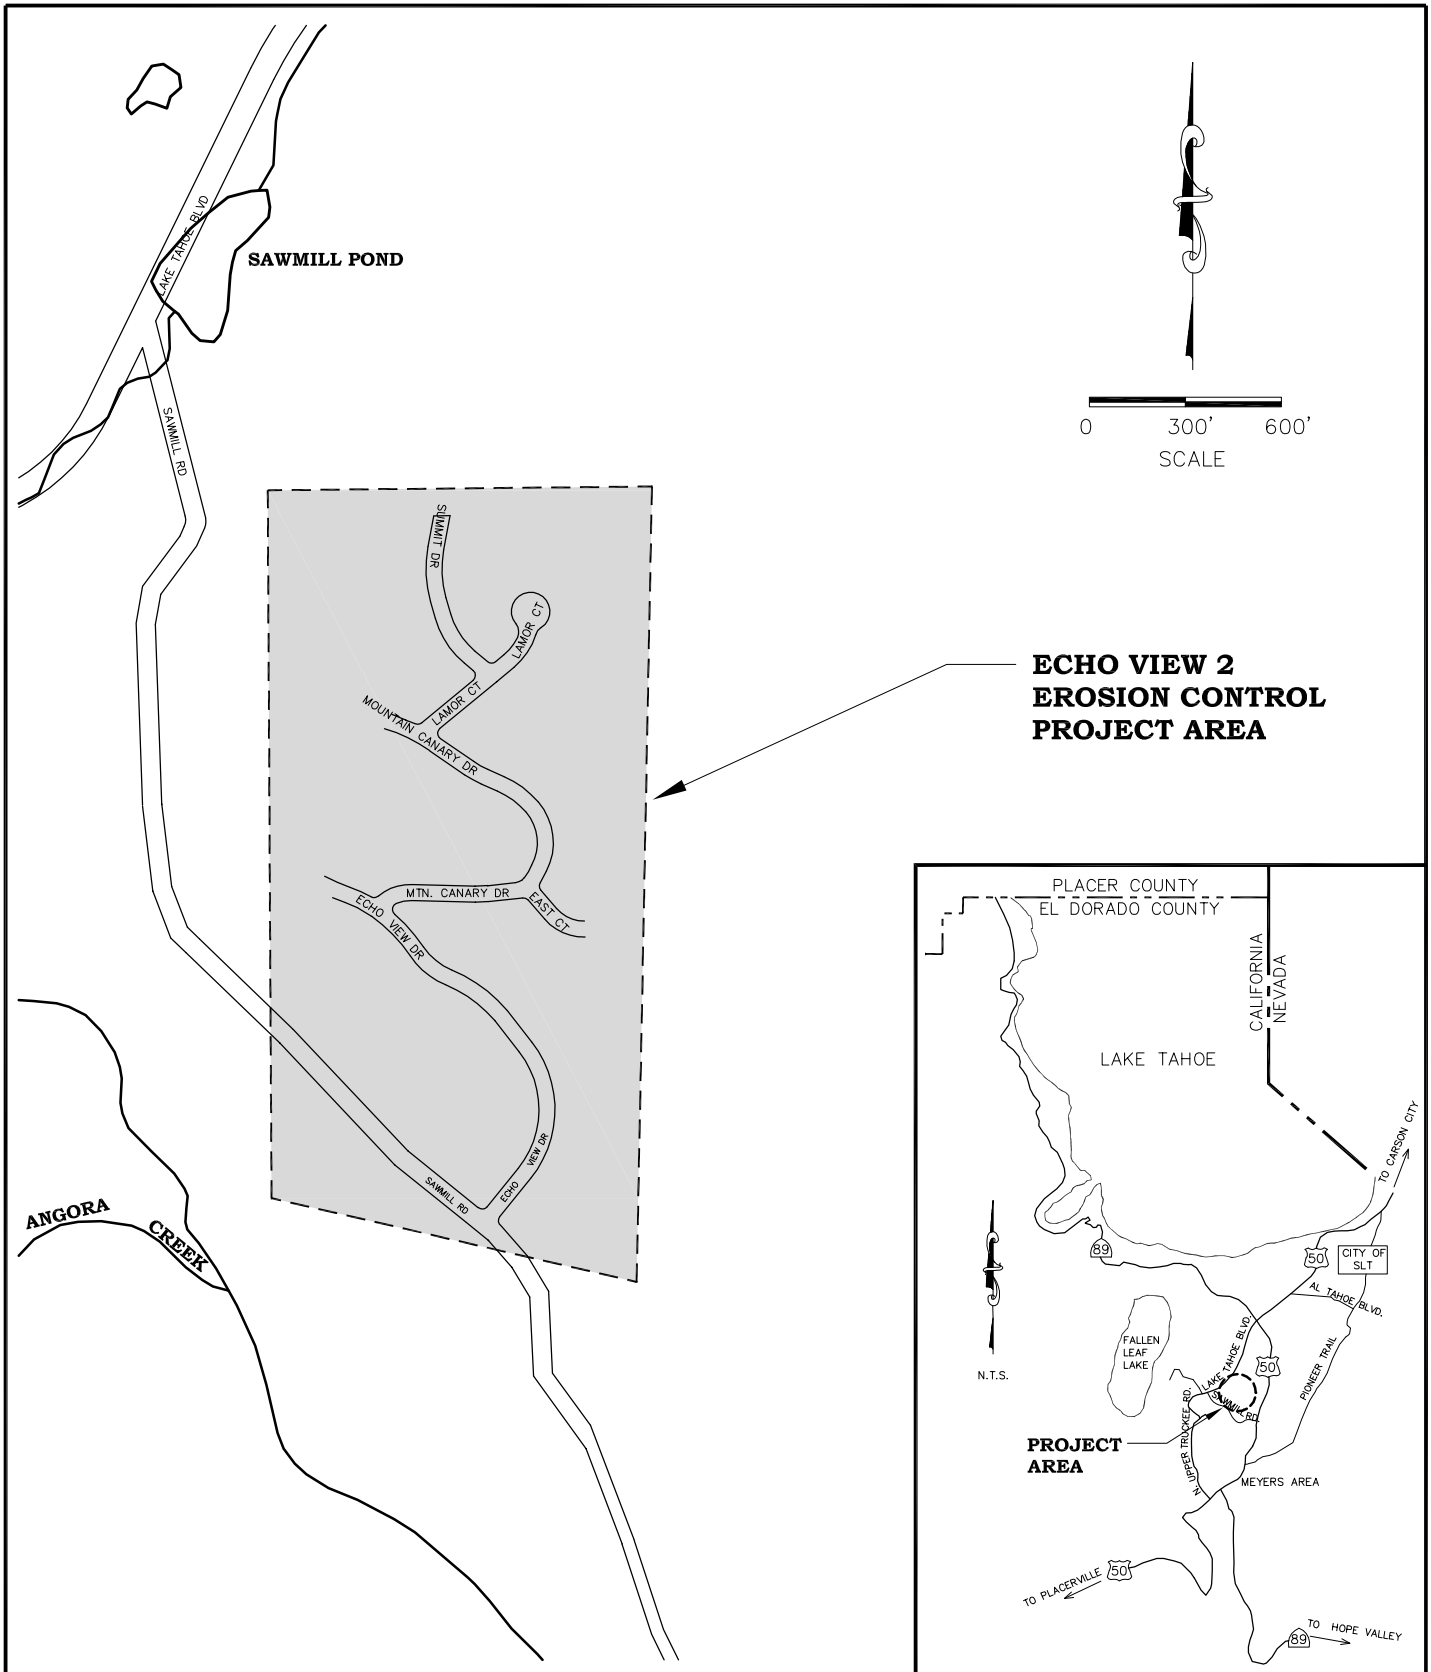 LAKE TAHOE BLVD
SAWMILL POND
SAWMILL RD
0 300' 600'
SCALE
SUMMIT DR
LAMOR CT
LAMOR CT
MOUNTAIN CANARY DR
ECHO VIEW 2
EROSION CONTROL
PROJECT AREA
MTN. CANARY DR
EAST CT
ECHO VIEW DR
ECHO VIEW DR
SAWMILL RD
ANGORA
CREEK
PLACER COUNTY
EL DORADO COUNTY
CALIFORNIA
NEVADA
LAKE TAHOE
TO CARSON CITY
89
50
CITY OF
SLT
AL TAHOE BLVD.
FALLEN
LEAF
LAKE
LAKE TAHOE BLVD.
50
PIONEER TRAIL
N.T.S.
SAWMILL RD.
N. UPPER TRUCKEE RD.
PROJECT
AREA
MEYERS AREA
TO PLACERVILLE
50
89
TO HOPE VALLEY